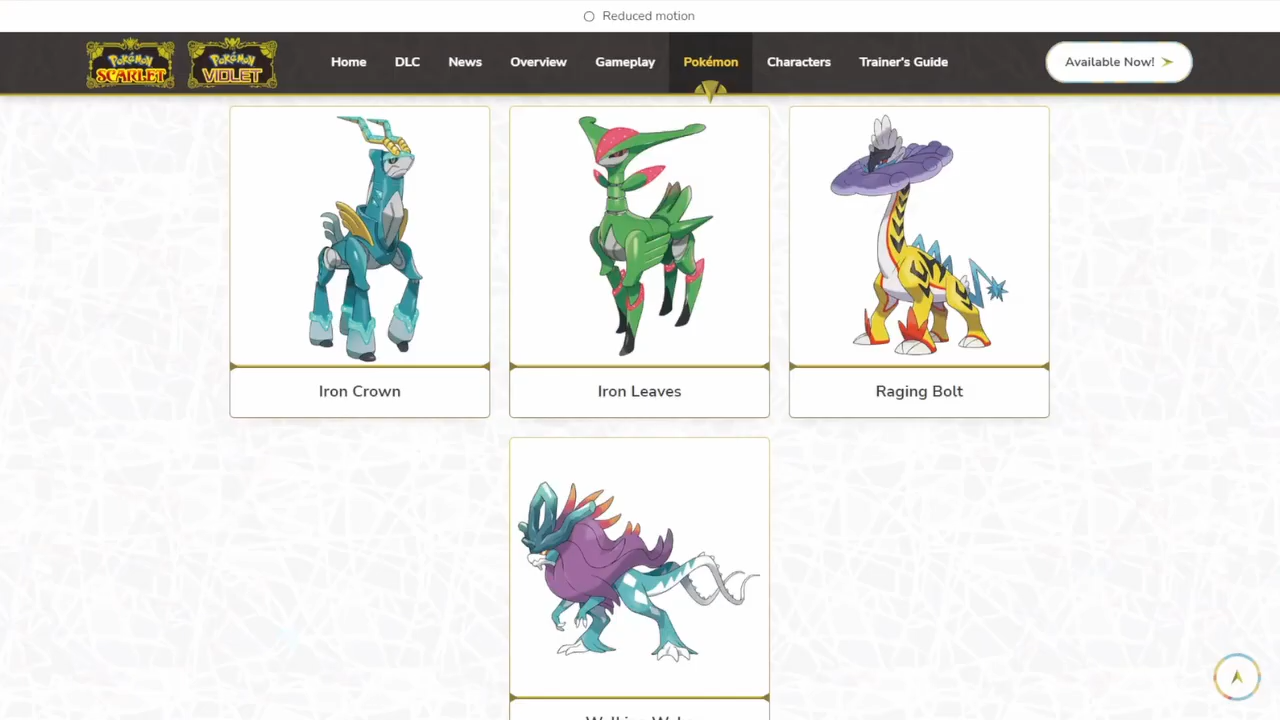 Reduced motion
POKÉMON SCARLET
POKÉMON VIOLET
Home DLC News Overview Gameplay Pokémon Characters Trainer's Guide Available Now!
Iron Crown Iron Leaves Raging Bolt